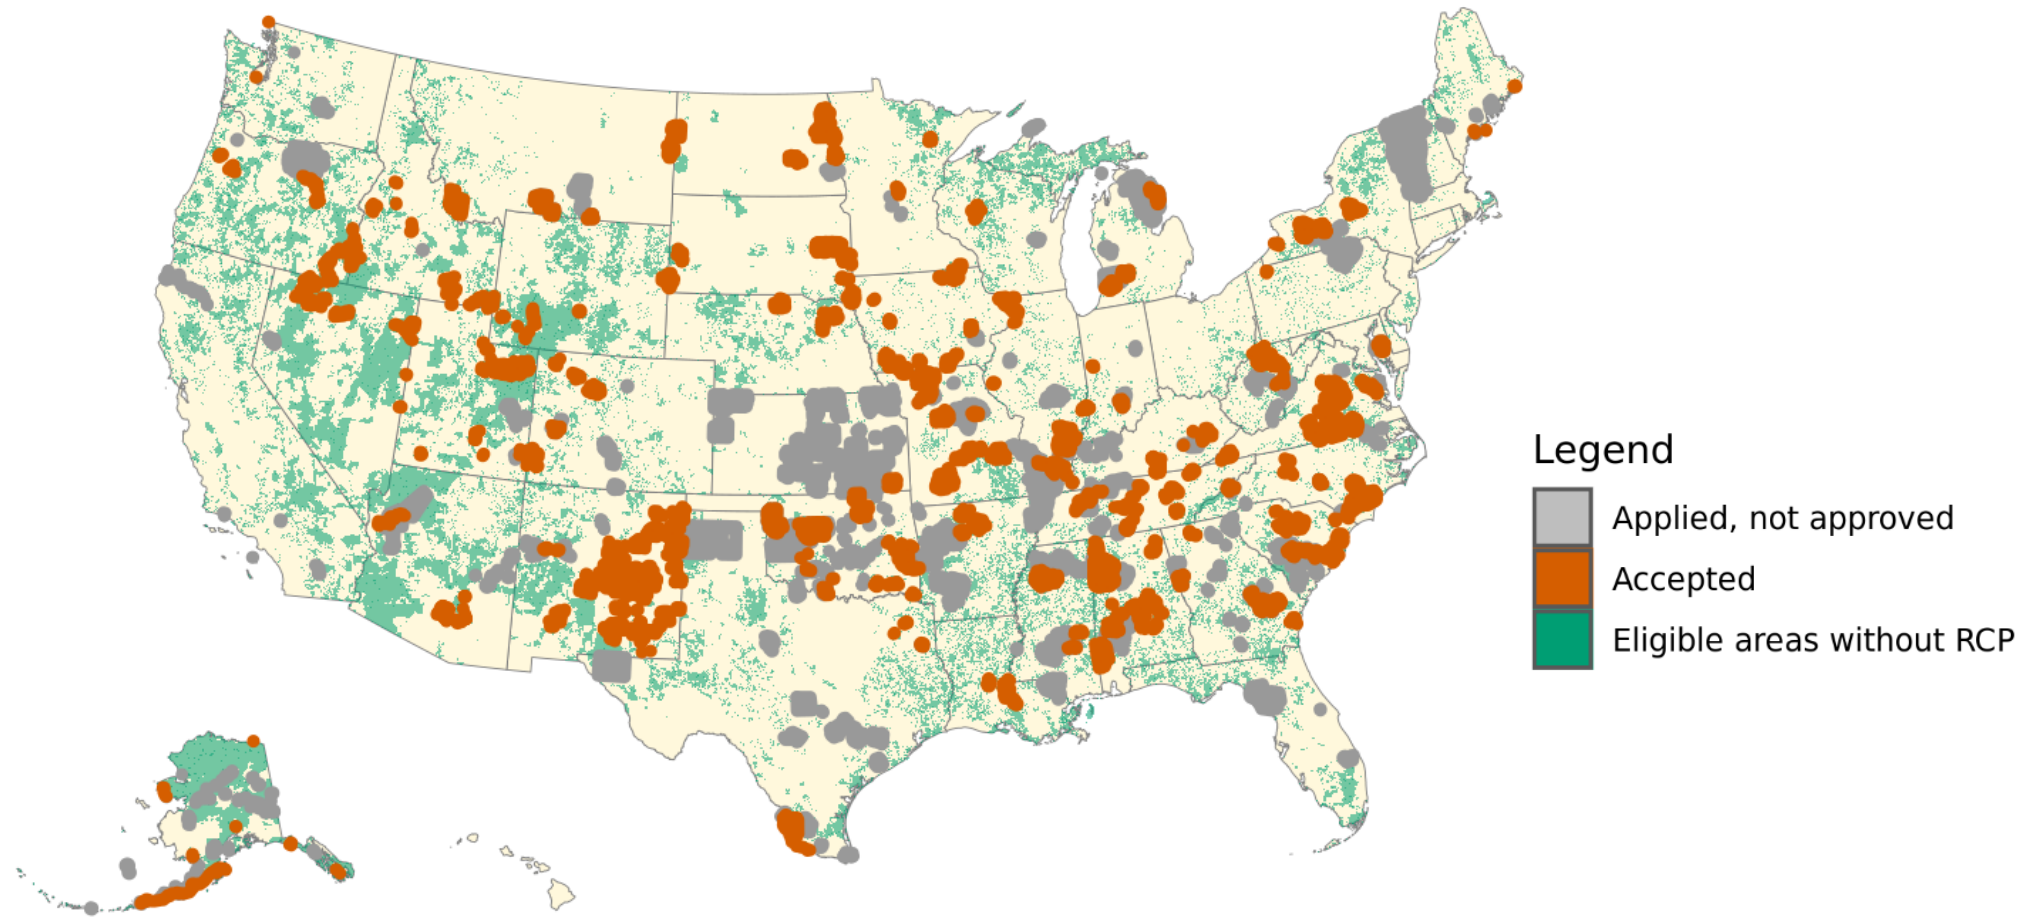 Legend
Applied, not approved
Accepted
Eligible areas without RCP